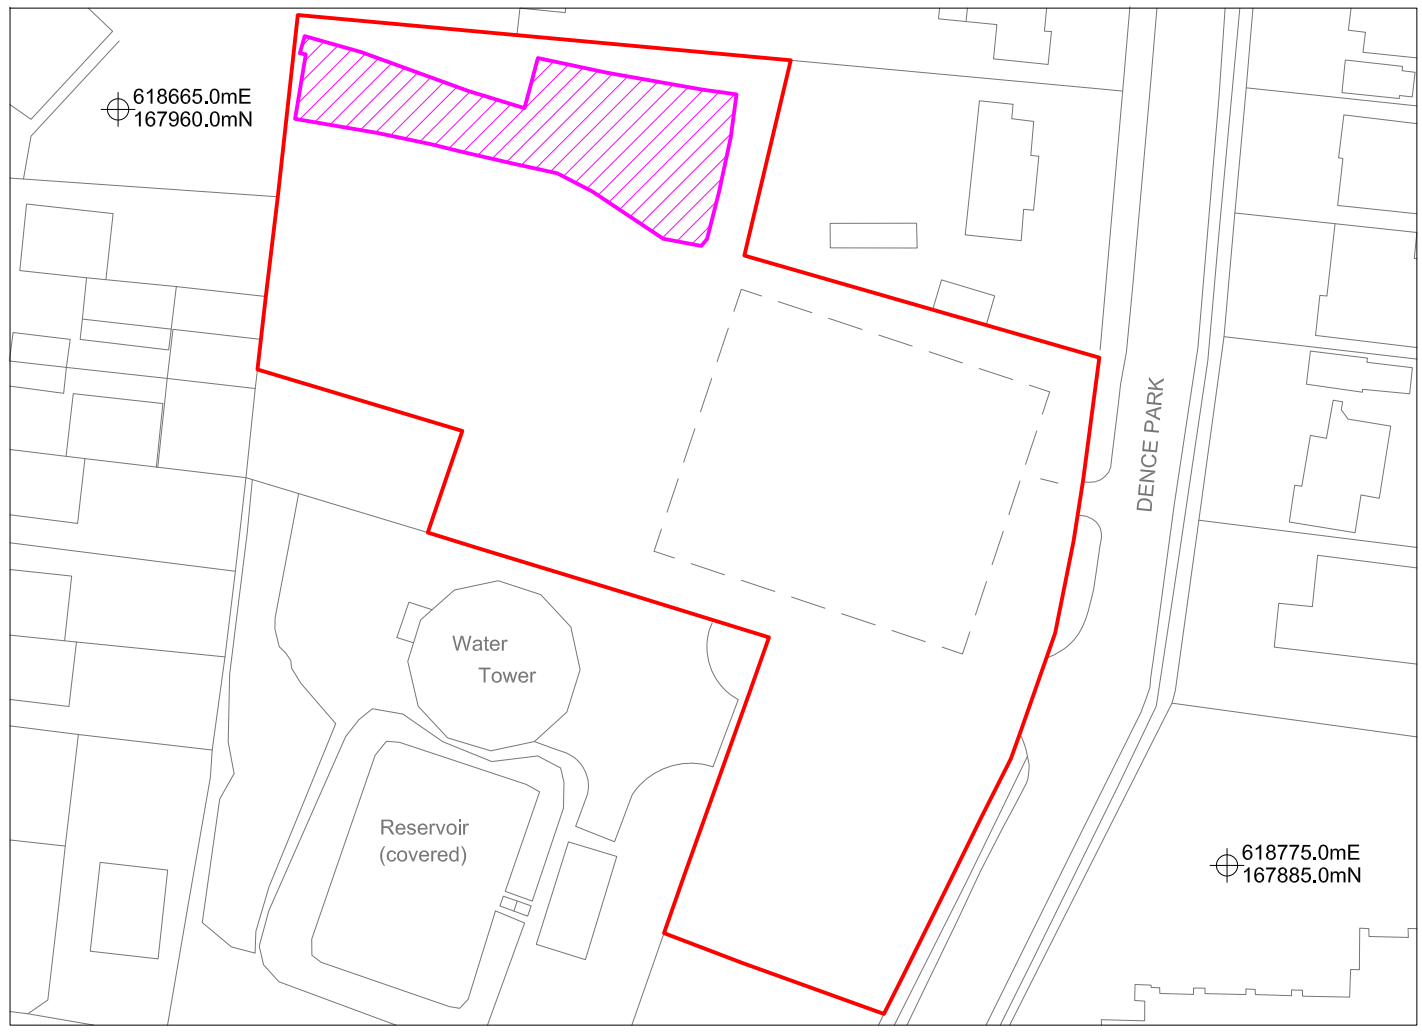 618665.0mE
167960.0mN
DENCE PARK
Water
Tower
Reservoir
(covered)
618775.0mE
167885.0mN